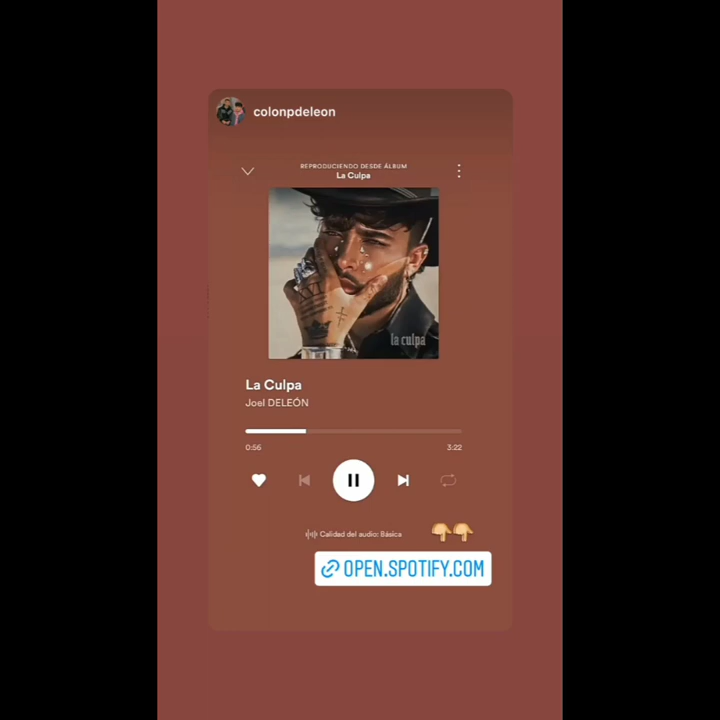 colonpdeleon
REPRODUCIENDO DESDE ÁLBUM
La Culpa
la culpa
La Culpa
Joel DELEÓN
0:56
3:22
Calidad del audio: Básica
OPEN.SPOTIFY.COM